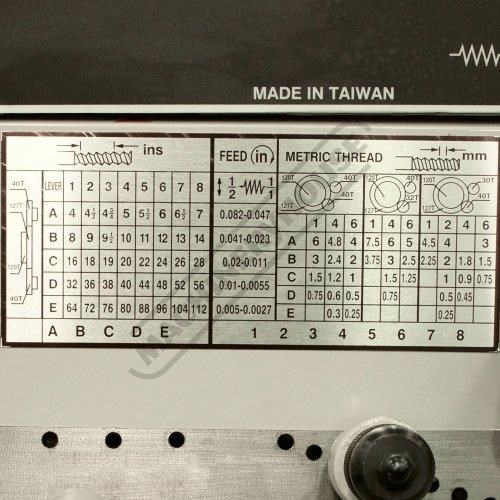 MADE IN TAIWAN
ins
FEED (in)
METRIC THREAD
mm
40T
127T
120T
40T
LEVER 1 2 3 4 5 6 7 8
A 4 4½ 4¾ 5 5½ 6 6½ 7
B 8 9 9½ 10 11 12 13 14
C 16 18 19 20 22 24 26 28
D 32 36 38 40 44 48 52 56
E 64 72 76 80 88 96 104 112
1/2 1/1
0.082-0.047
0.041-0.023
0.02-0.011
0.01-0.0055
0.005-0.0027
120T 40T 127T 40T
120T 40T 32T 127T
120T 40T 127T
1 4 6 1 4 6 1 2 4 6
A 6 4.8 4 7.5 6 5 4.5 3
B 3 2.4 2 3.75 3 2.5 2.25 2 1.8 1.5
C 1.5 1.2 1 1.5 1.25 1 0.9 0.75
D 0.75 0.6 0.5 0.75 0.5 0.45
E 0.3 0.25 0.25
A B C D E 1 2 3 4 5 6 7 8